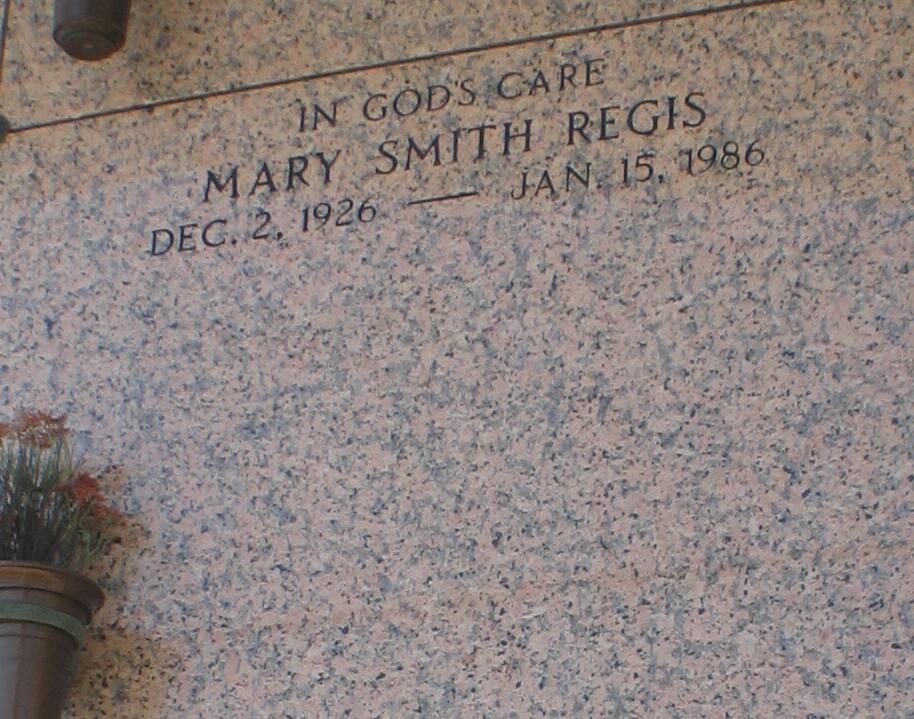 IN GOD'S CARE
MARY SMITH REGIS
DEC. 2, 1926 — JAN. 15, 1986